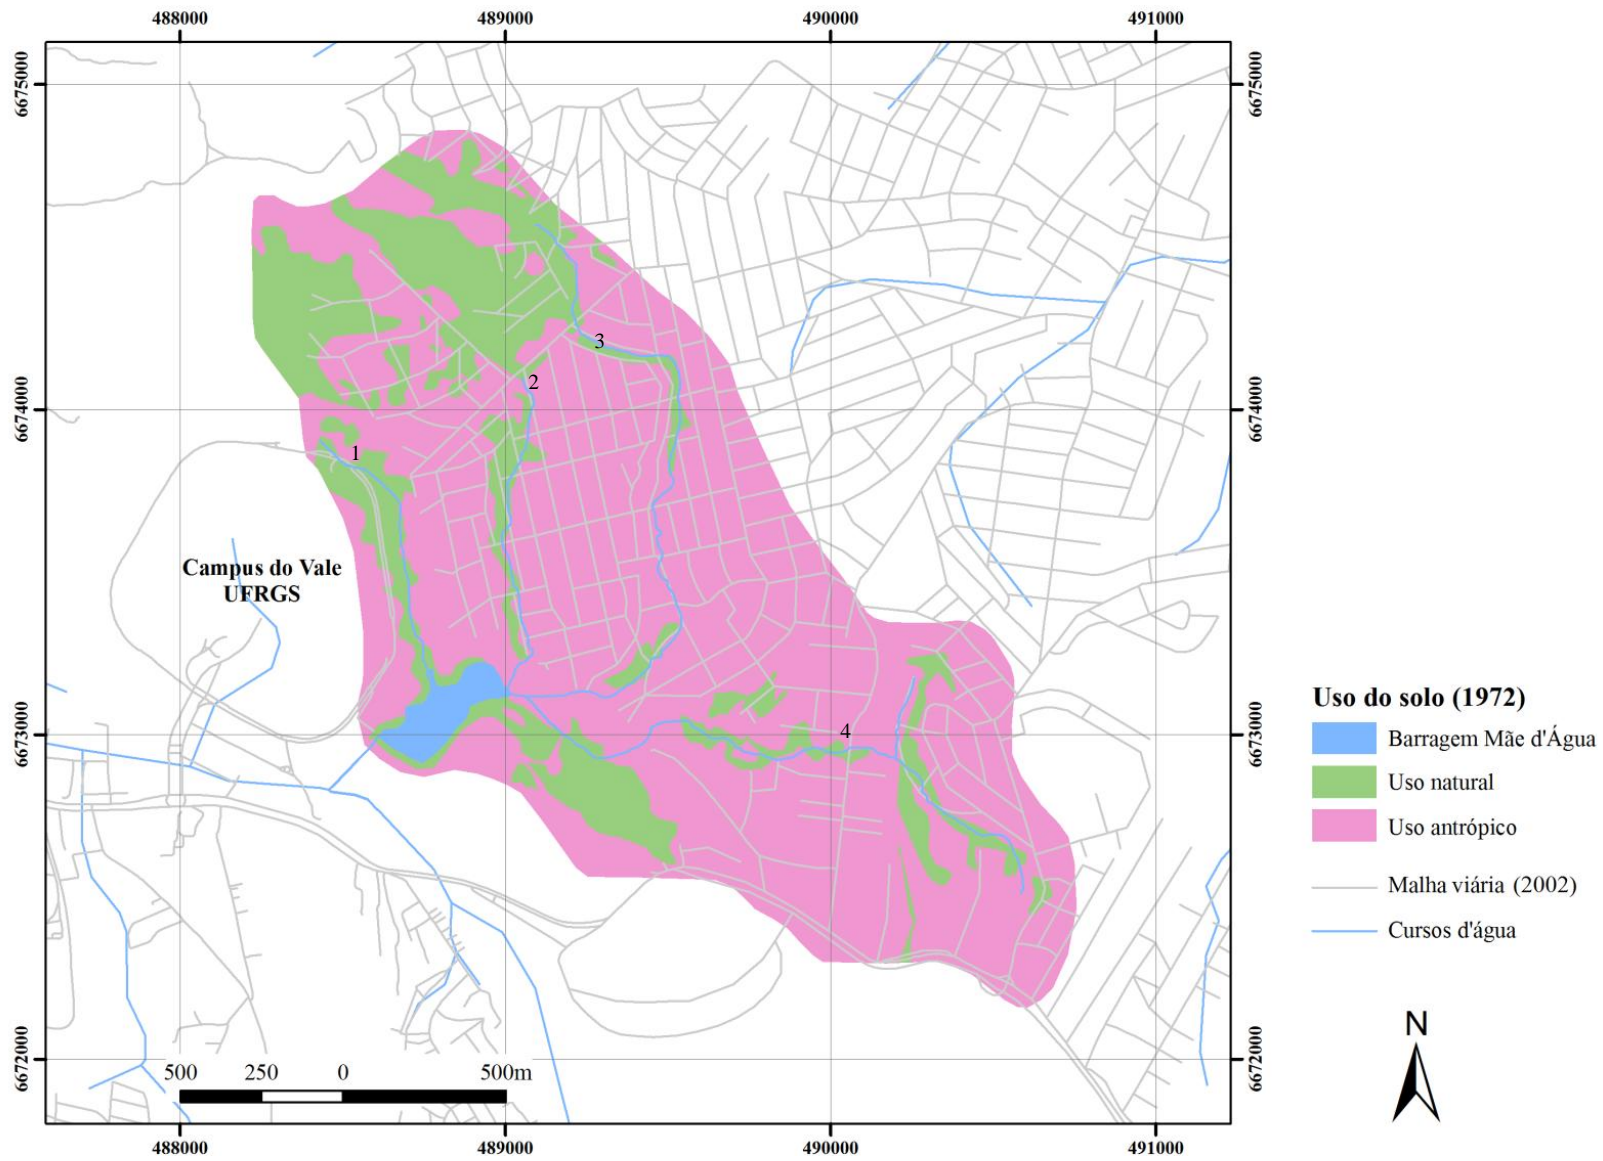 488000 489000 490000 491000
6675000 6675000
3
2
6674000 6674000
1
Campus do Vale
UFRGS
Uso do solo (1972)
Barragem Mãe d'Água
Uso natural
Uso antrópico
Malha viária (2002)
Cursos d'água
4
6673000 6673000
N
6672000 6672000
500 250 0 500m
488000 489000 490000 491000